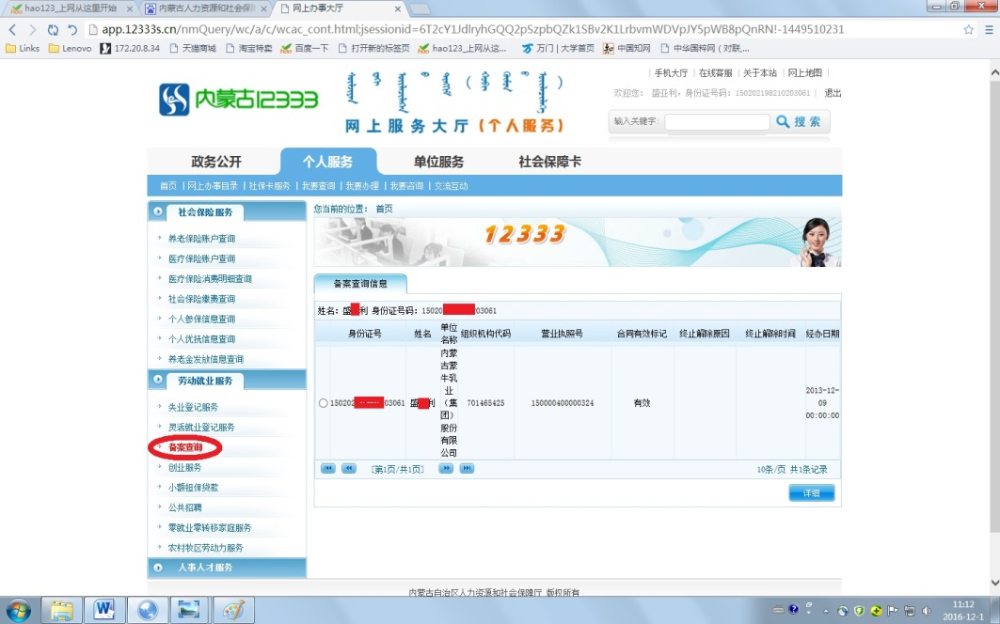 hao123_上网从这里开始
内蒙古人力资源和社会保险
网上办事大厅
app.12333s.cn/nmQuery/wc/a/c/wcac_cont.html;jsessionid=6T2cY1JdlryhGQQ2pSzpbQZk1SBv2K1LrbvmWDVpJY5pWB8pQnRN!-1449510231
Links Lenovo 172.20.8.34 天猫商城 淘宝特卖 百度一下 打开新的标签页 hao123_上网从这... 万门 | 大学首页 中国知网 中华国粹网（对联,...
手机大厅 | 在线客服 | 关于本站 | 网上地图
欢迎您： 盛亚利，身份证号码：150202198210203061 | 退出
内蒙古12333
网上服务大厅（个人服务）
输入关键字: 搜 索
政务公开 个人服务 单位服务 社会保障卡
首页 | 网上办事目录 | 社保卡服务 | 我要查询 | 我要办理 | 我要咨询 | 交流互动
社会保险服务
养老保险账户查询
医疗保险账户查询
医疗保险消费明细查询
社会保险缴费查询
个人参保信息查询
个人优抚信息查询
养老金发放信息查询
劳动就业服务
失业登记服务
灵活就业登记服务
备案查询
创业服务
小额担保贷款
公共招聘
零就业零转移家庭服务
农村牧区劳动力服务
人事人才服务
您当前的位置： 首页
12333
备案查询信息
姓名：盛 利 身份证号码：15020 03061
身份证号 姓名 单位名称 组织机构代码 营业执照号 合同有效标记 终止解除原因 终止解除时间 经办日期
150202 03061 盛 利 内蒙古蒙牛乳业（集团）股份有限公司 701465425 150000400000324 有效 2013-12-09 00:00:00
[第1页/共1页] 10条/页 共1条记录
详细
内蒙古自治区人力资源和社会保障厅 版权所有
11:12
2016-12-1